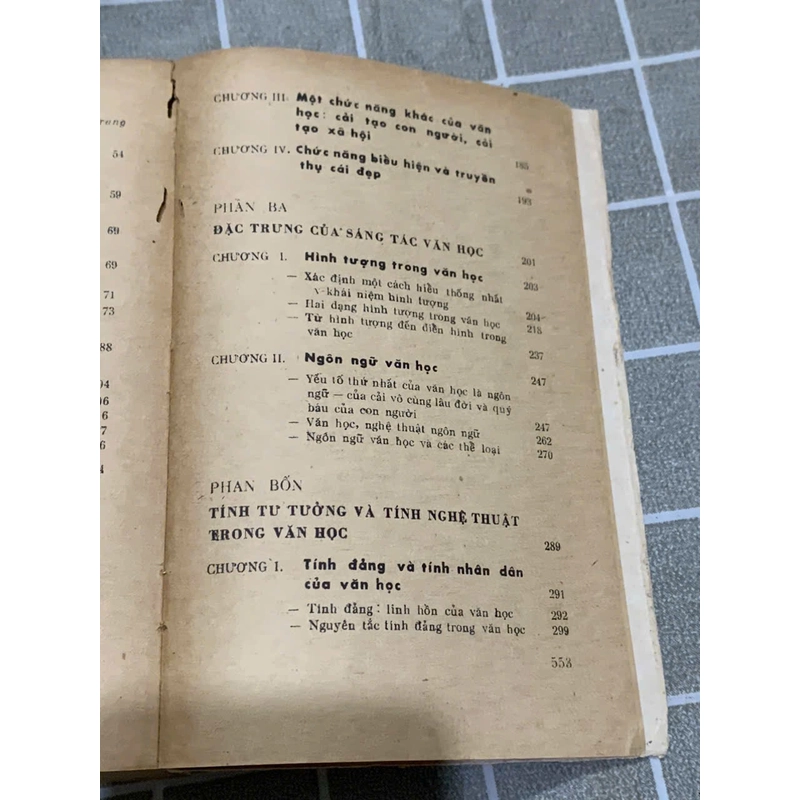 Trang
54
59
69
69
71
73
88
94
96
6
7
6
4
CHƯƠNG III. Một chức năng khác của văn
học: cải tạo con người, cải
tạo xã hội 185
CHƯƠNG IV. Chức năng biểu hiện và truyền
thụ cái đẹp 193
PHẦN BA
ĐẶC TRƯNG CỦA SÁNG TÁC VĂN HỌC 201
CHƯƠNG I. Hình tượng trong văn học 203
— Xác định một cách hiểu thống nhất
khái niệm hình tượng 204
— Hai dạng hình tượng trong văn học 218
— Từ hình tượng đến điển hình trong
văn học 237
CHƯƠNG II. Ngôn ngữ văn học 247
— Yếu tố thứ nhất của văn học là ngôn
ngữ — của cải vô cùng lâu đời và quý
báu của con người 247
— Văn học, nghệ thuật ngôn ngữ 262
— Ngôn ngữ văn học và các thể loại 270
PHẦN BỐN
TÍNH TƯ TƯỞNG VÀ TÍNH NGHỆ THUẬT
TRONG VĂN HỌC 289
CHƯƠNG I. Tính đảng và tính nhân dân
của văn học 291
— Tính đảng: linh hồn của văn học 292
— Nguyên tắc tính đảng trong văn học 299
553